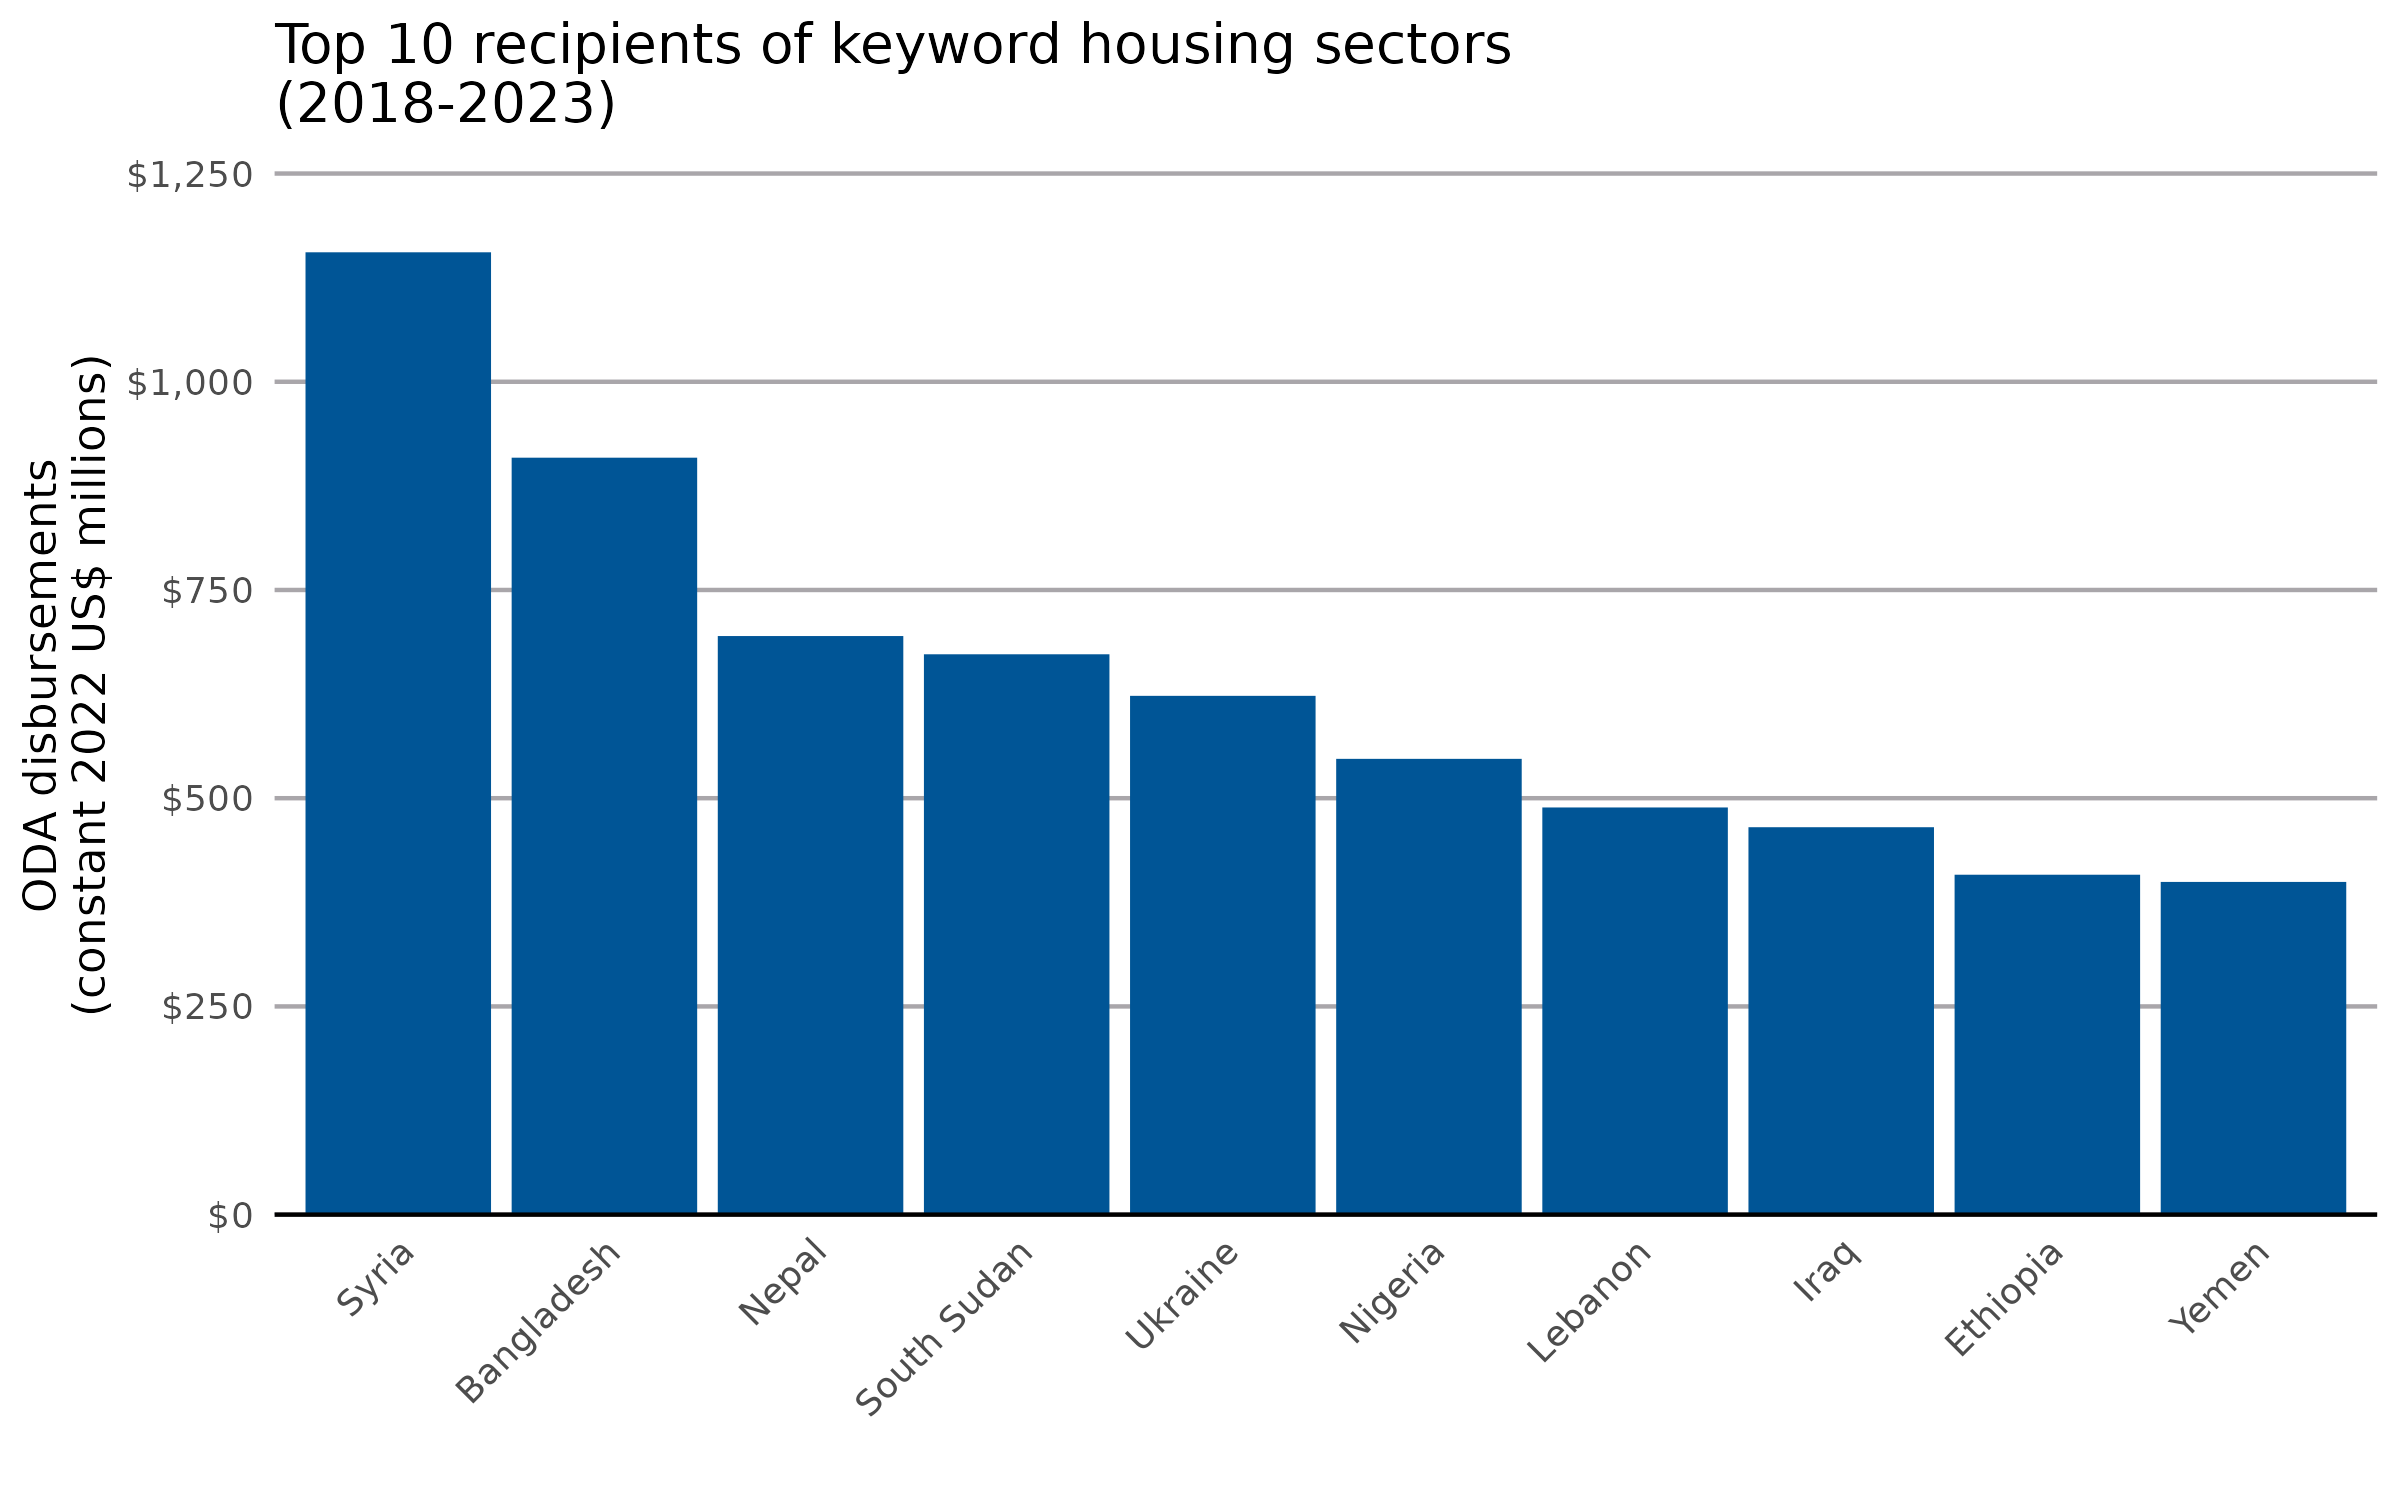 Top 10 recipients of keyword housing sectors
(2018-2023)
ODA disbursements
(constant 2022 US$ millions)
$1,250
$1,000
$750
$500
$250
$0
Syria
Bangladesh
Nepal
South Sudan
Ukraine
Nigeria
Lebanon
Iraq
Ethiopia
Yemen